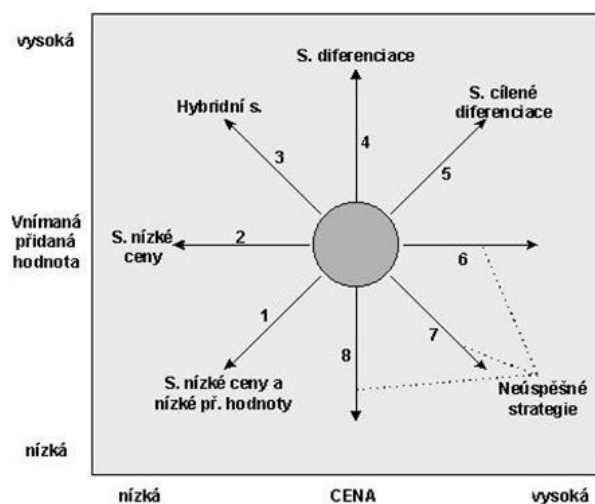 vysoká
S. diferenciace
S. cílené
diferenciace
Hybridní s.
4
3
5
Vnímaná
přidaná
hodnota
S. nízké
ceny
2
6
1
7
8
S. nízké ceny a
nízké př. hodnoty
Neúspěšné
strategie
nízká
nízká
CENA
vysoká